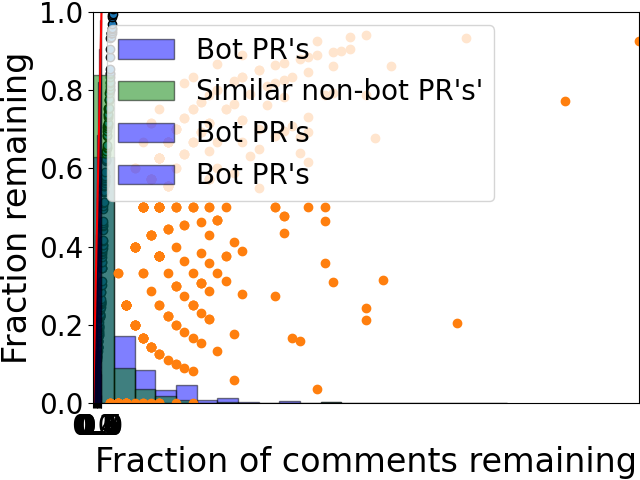 Fraction remaining
1.0
0.8
0.6
0.4
0.2
0.0
Bot PR's
Similar non-bot PR's'
Bot PR's
Bot PR's
Fraction of comments remaining